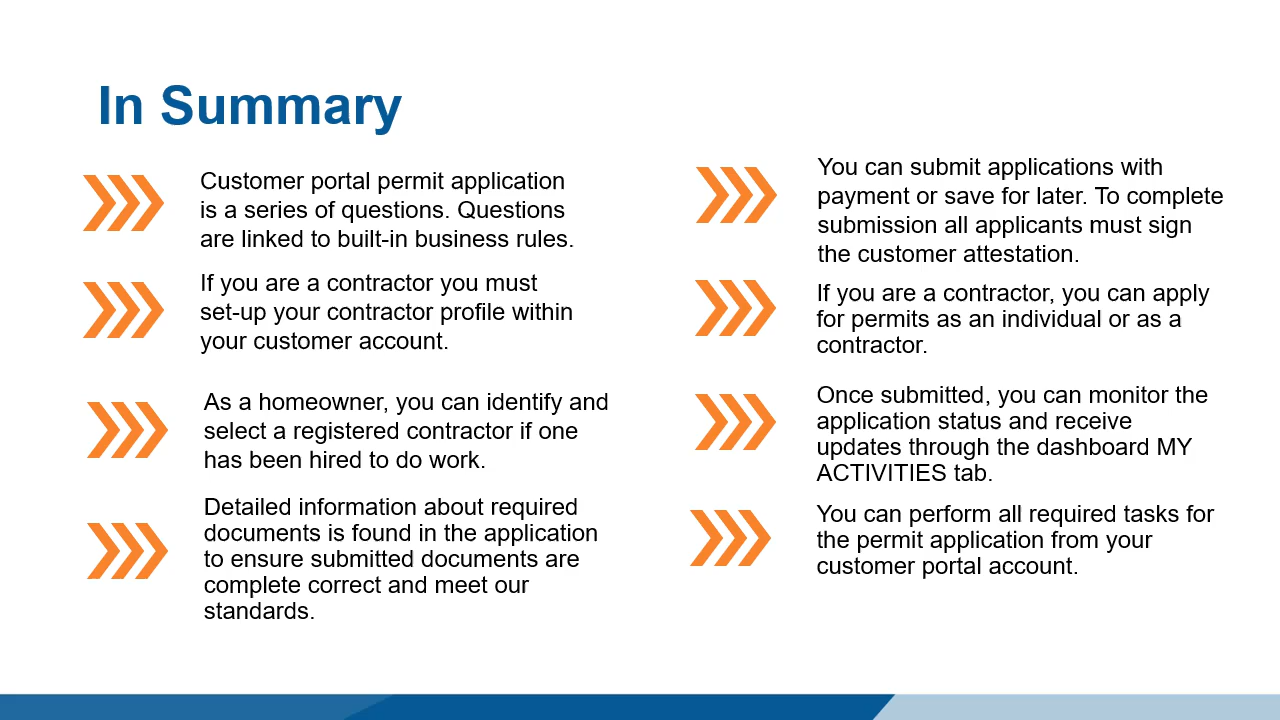 In Summary
Customer portal permit application
is a series of questions. Questions
are linked to built-in business rules.
If you are a contractor you must
set-up your contractor profile within
your customer account.
As a homeowner, you can identify and
select a registered contractor if one
has been hired to do work.
Detailed information about required
documents is found in the application
to ensure submitted documents are
complete correct and meet our
standards.
You can submit applications with
payment or save for later. To complete
submission all applicants must sign
the customer attestation.
If you are a contractor, you can apply
for permits as an individual or as a
contractor.
Once submitted, you can monitor the
application status and receive
updates through the dashboard MY
ACTIVITIES tab.
You can perform all required tasks for
the permit application from your
customer portal account.